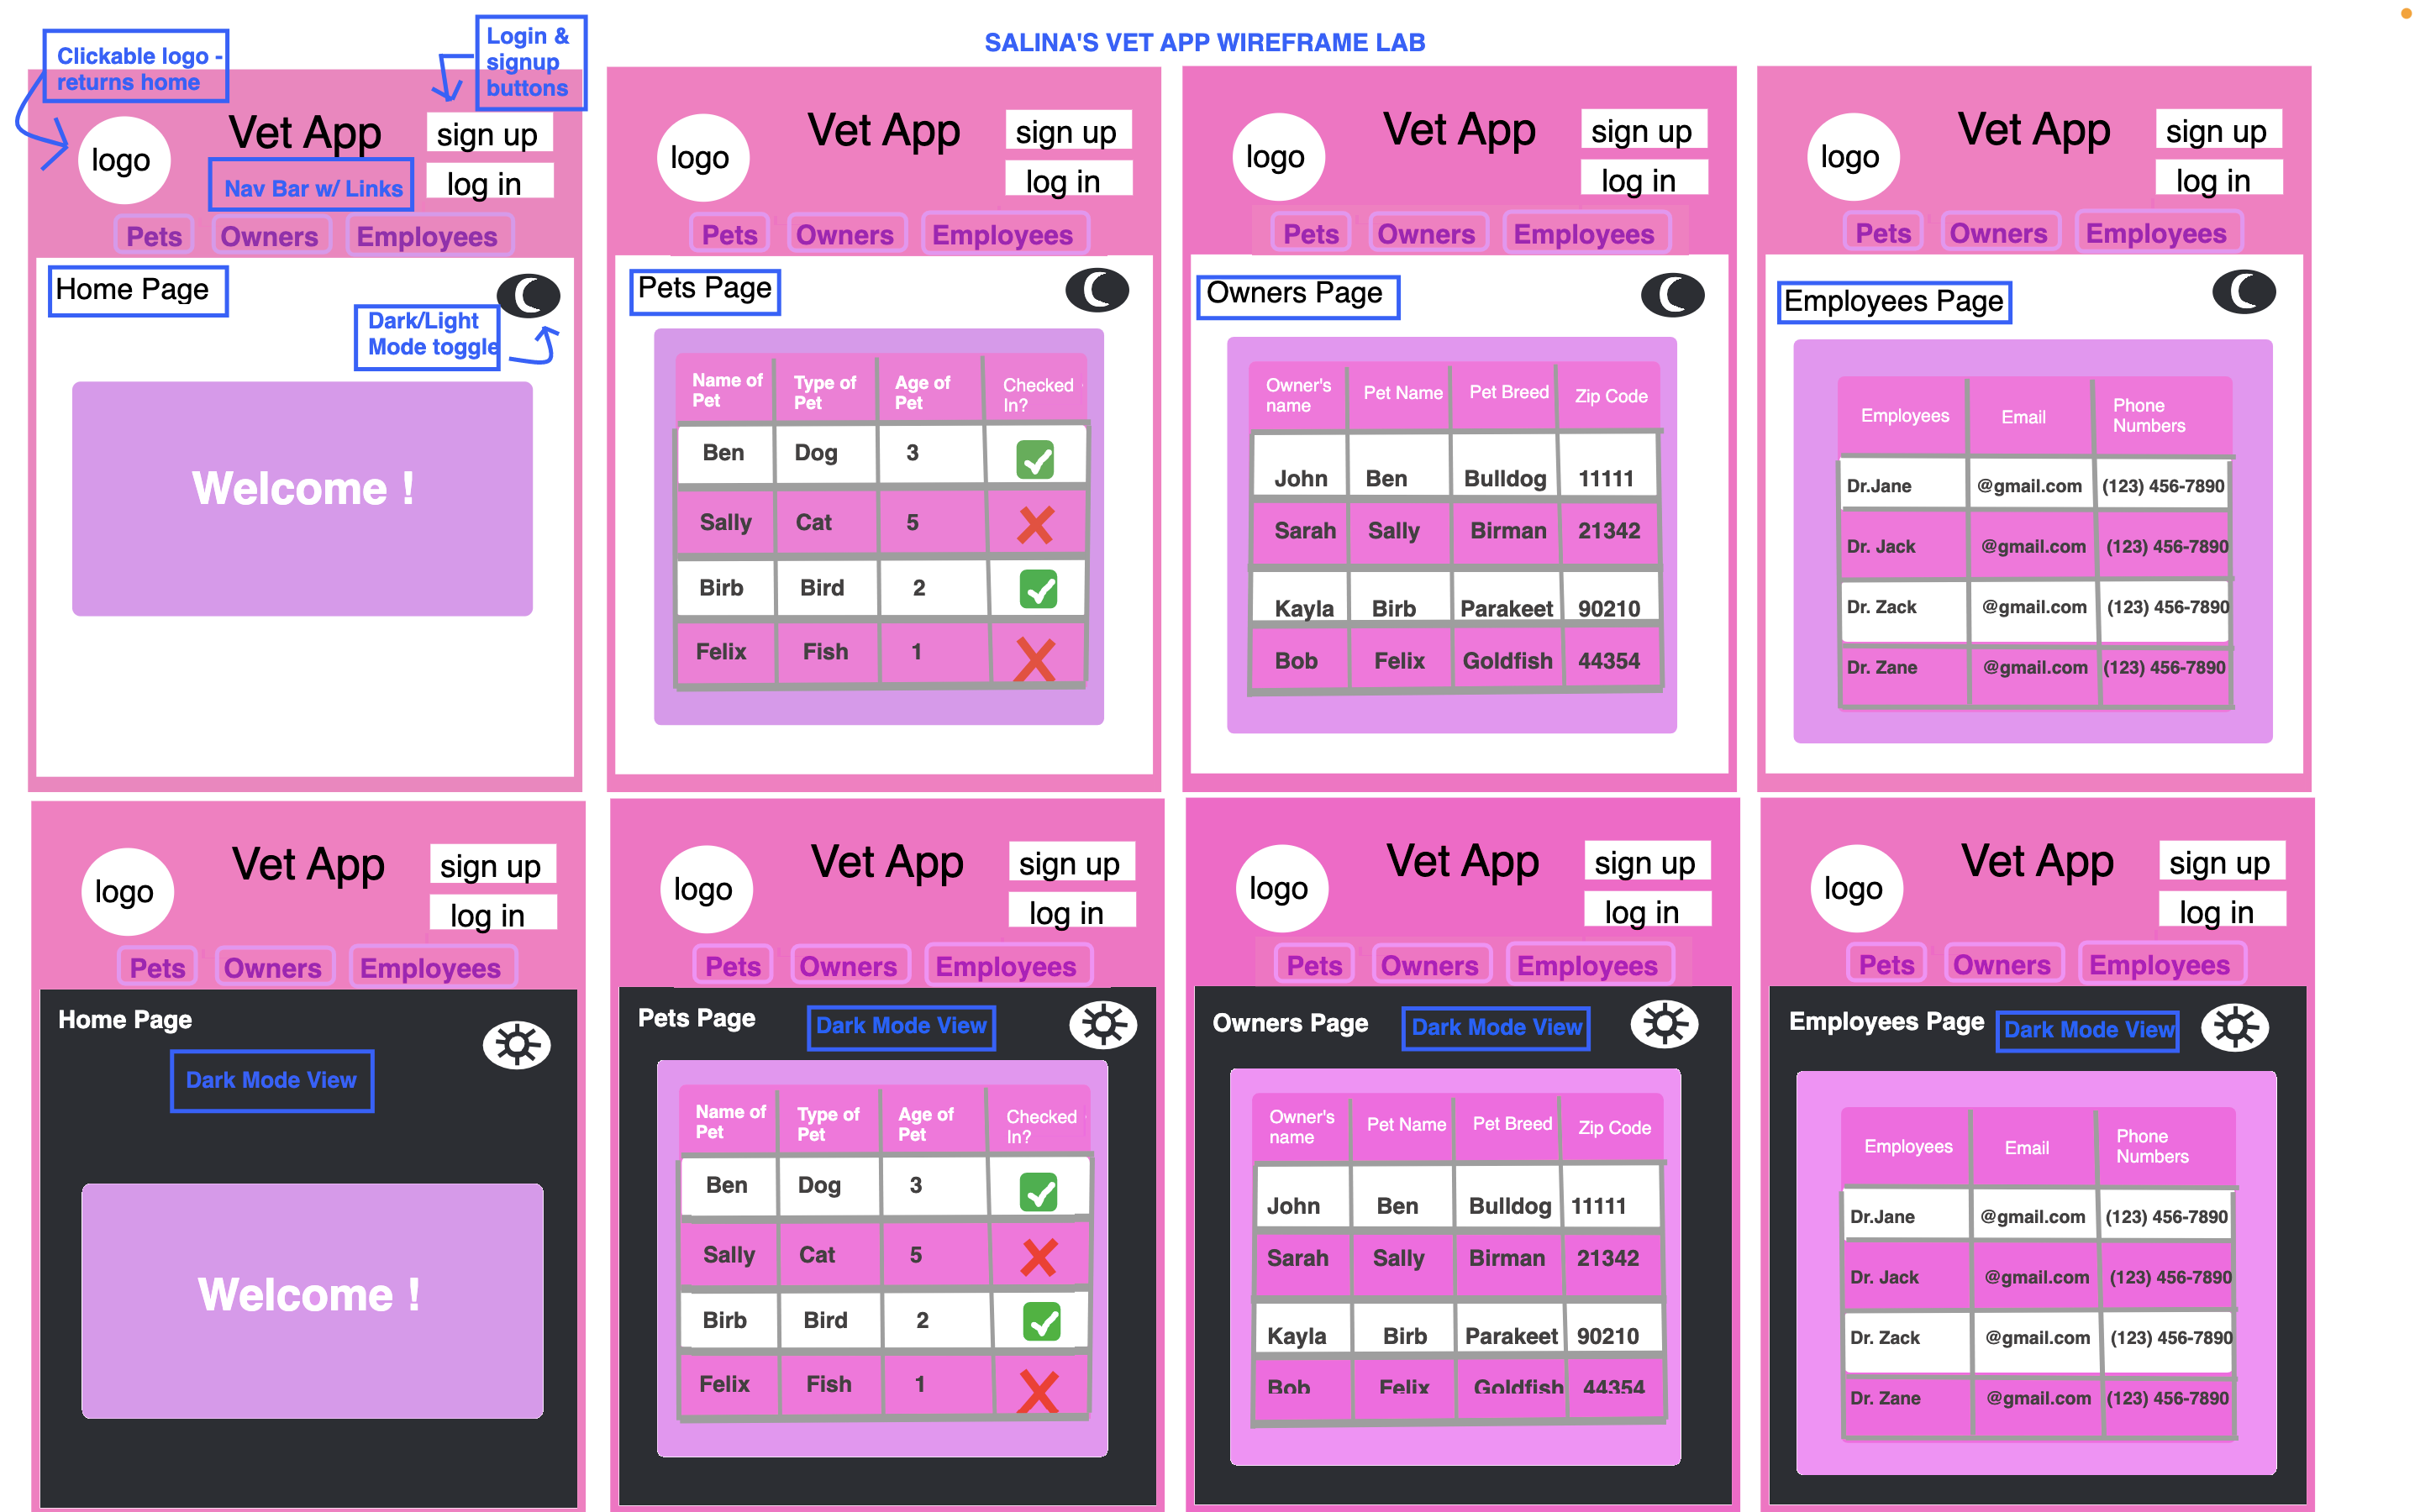 SALINA'S VET APP WIREFRAME LAB
Clickable logo -
returns home
Login &
signup
buttons
logo
Vet App
sign up
log in
Nav Bar w/ Links
Pets Owners Employees
Home Page
Dark/Light
Mode toggle
Welcome !
logo
Vet App
sign up
log in
Pets Owners Employees
Pets Page
Name of Pet Type of Pet Age of Pet Checked In?
Ben Dog 3
Sally Cat 5
Birb Bird 2
Felix Fish 1
logo
Vet App
sign up
log in
Pets Owners Employees
Owners Page
Owner's name Pet Name Pet Breed Zip Code
John Ben Bulldog 11111
Sarah Sally Birman 21342
Kayla Birb Parakeet 90210
Bob Felix Goldfish 44354
logo
Vet App
sign up
log in
Pets Owners Employees
Employees Page
Employees Email Phone Numbers
Dr.Jane @gmail.com (123) 456-7890
Dr. Jack @gmail.com (123) 456-7890
Dr. Zack @gmail.com (123) 456-7890
Dr. Zane @gmail.com (123) 456-7890
logo
Vet App
sign up
log in
Pets Owners Employees
Home Page
Dark Mode View
Welcome !
logo
Vet App
sign up
log in
Pets Owners Employees
Pets Page
Dark Mode View
Name of Pet Type of Pet Age of Pet Checked In?
Ben Dog 3
Sally Cat 5
Birb Bird 2
Felix Fish 1
logo
Vet App
sign up
log in
Pets Owners Employees
Owners Page
Dark Mode View
Owner's name Pet Name Pet Breed Zip Code
John Ben Bulldog 11111
Sarah Sally Birman 21342
Kayla Birb Parakeet 90210
Bob Felix Goldfish 44354
logo
Vet App
sign up
log in
Pets Owners Employees
Employees Page
Dark Mode View
Employees Email Phone Numbers
Dr.Jane @gmail.com (123) 456-7890
Dr. Jack @gmail.com (123) 456-7890
Dr. Zack @gmail.com (123) 456-7890
Dr. Zane @gmail.com (123) 456-7890